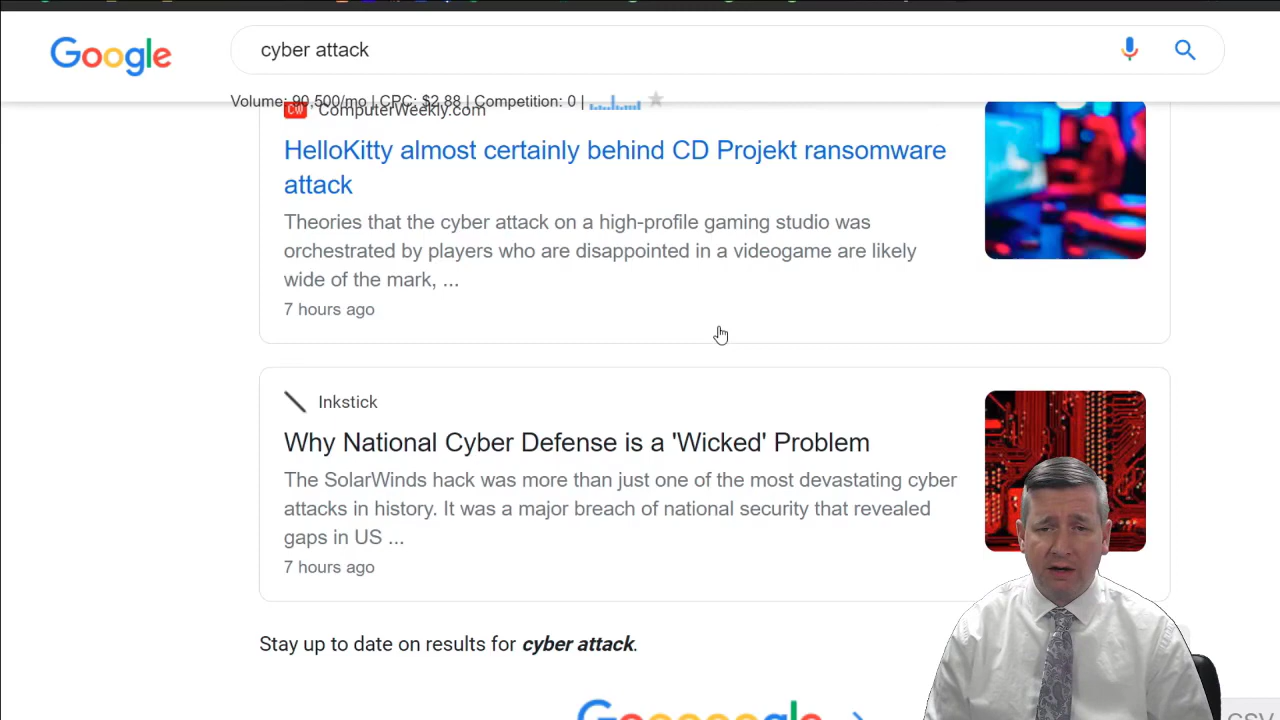 Google
cyber attack
Volume: 90,500/mo | CPC: $2.88 | Competition: 0 |
CW ComputerWeekly.com
HelloKitty almost certainly behind CD Projekt ransomware
attack
Theories that the cyber attack on a high-profile gaming studio was
orchestrated by players who are disappointed in a videogame are likely
wide of the mark, ...
7 hours ago
Inkstick
Why National Cyber Defense is a 'Wicked' Problem
The SolarWinds hack was more than just one of the most devastating cyber
attacks in history. It was a major breach of national security that revealed
gaps in US ...
7 hours ago
Stay up to date on results for cyber attack.
Goooooogle >
CSV